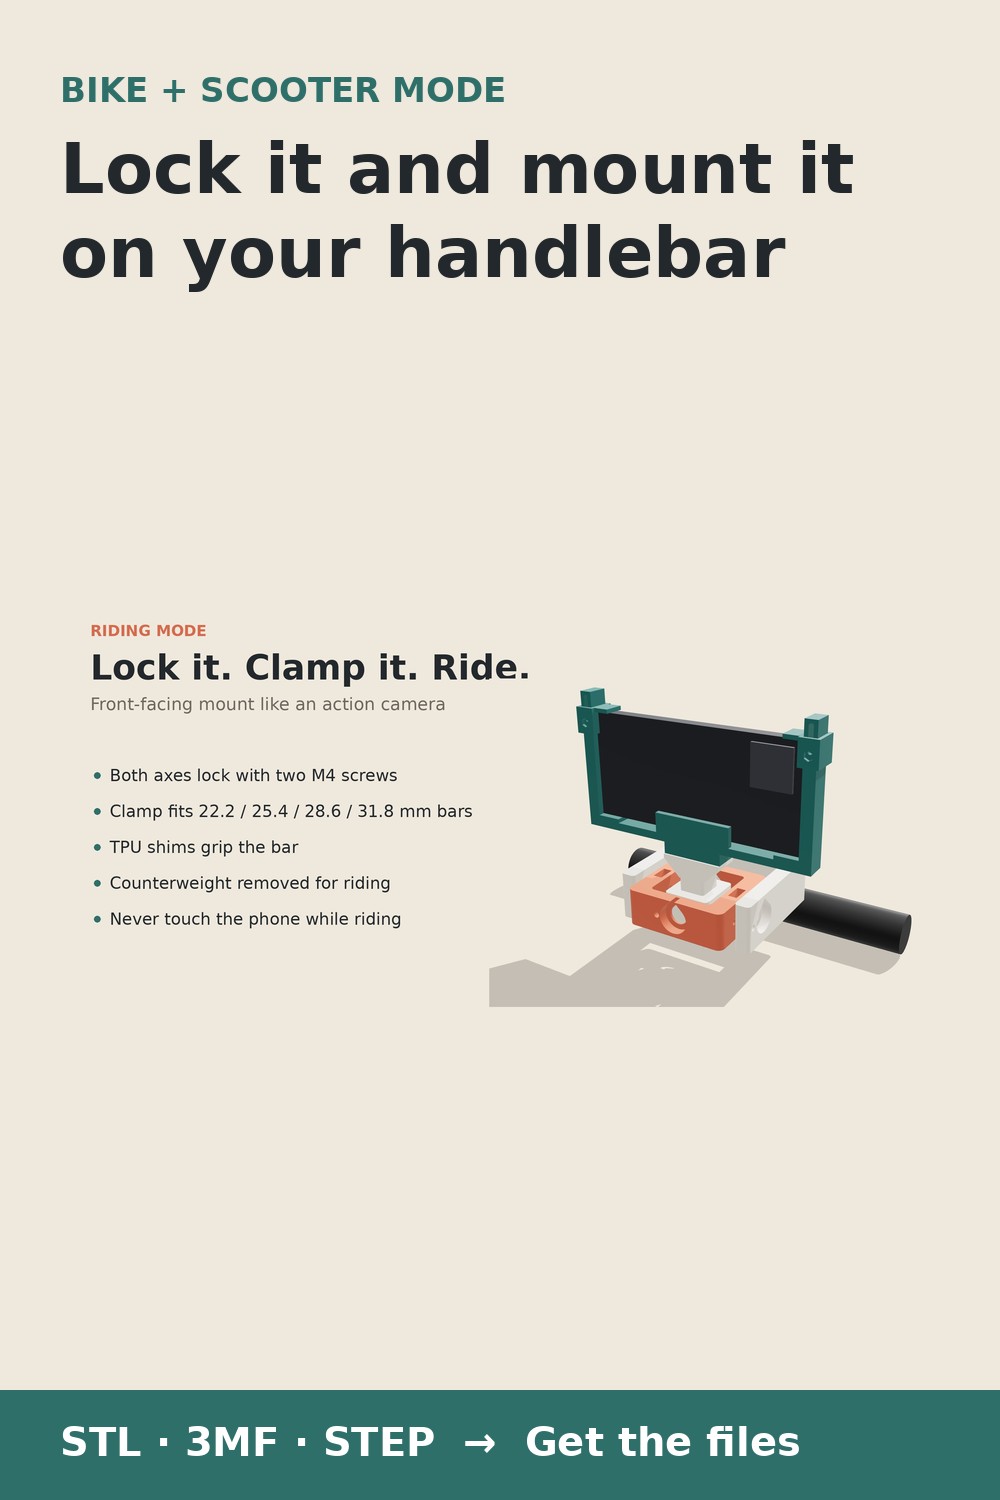 BIKE + SCOOTER MODE
Lock it and mount it
on your handlebar
RIDING MODE
Lock it. Clamp it. Ride.
Front-facing mount like an action camera
• Both axes lock with two M4 screws
• Clamp fits 22.2 / 25.4 / 28.6 / 31.8 mm bars
• TPU shims grip the bar
• Counterweight removed for riding
• Never touch the phone while riding
STL · 3MF · STEP → Get the files